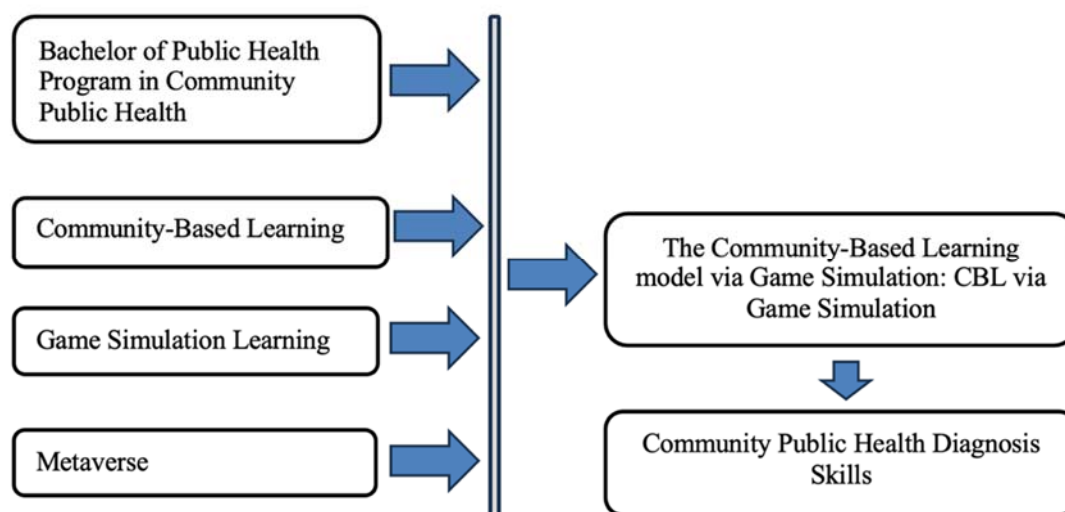 Bachelor of Public Health
Program in Community
Public Health
Community-Based Learning
Game Simulation Learning
Metaverse
The Community-Based Learning
model via Game Simulation: CBL via
Game Simulation
Community Public Health Diagnosis
Skills